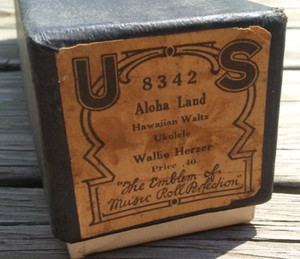 U S
8342
Aloha Land
Hawaiian Waltz
Ukulele
Wallie Herzer
Price .40
"The Emblem of
Music Roll Perfection"